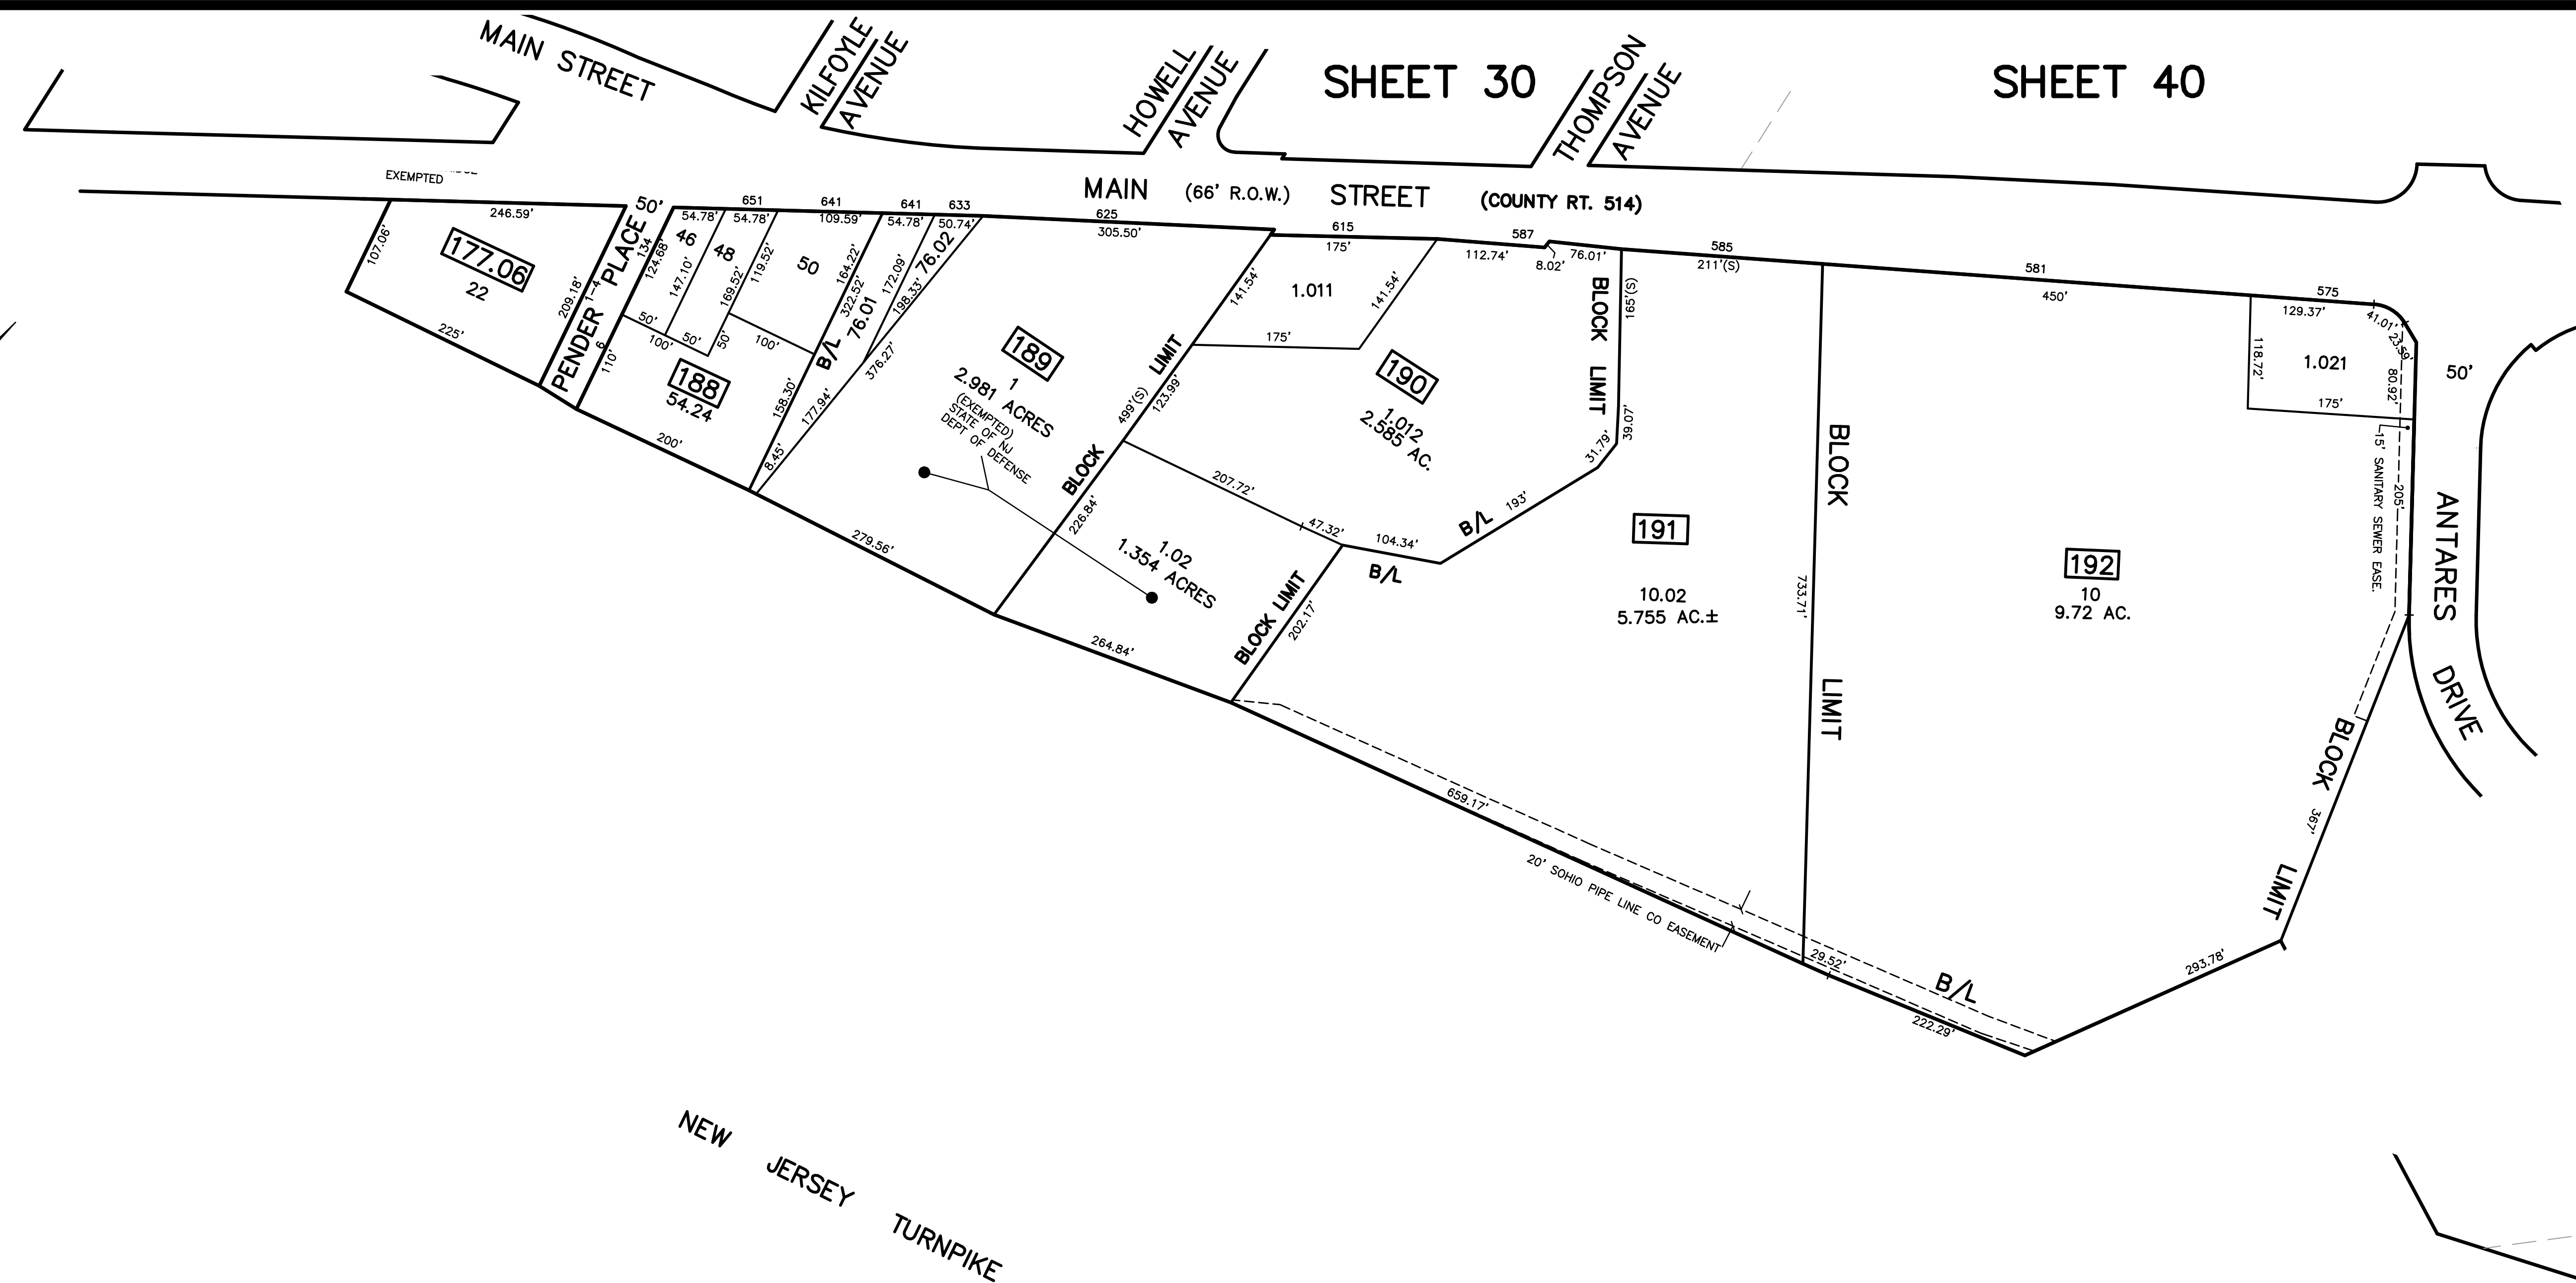 MAIN STREET
KILFOYLE
AVENUE
HOWELL
AVENUE
SHEET 30
THOMPSON
AVENUE
SHEET 40
EXEMPTED
MAIN (66' R.O.W.) STREET (COUNTY RT. 514)
246.59'
107.06'
177.06
22
225'
209.18'
50'
PENDER PLACE
1-4
134
124.68'
6
110'
651
54.78'
54.78'
46
48
147.10'
169.52'
119.52'
50'
50'
50'
100'
100'
641
109.59'
50
164.22'
322.52'
188
54.24
200'
158.30'
B/L
76.01
641
54.78'
172.09'
198.33'
633
50.74'
76.02
376.27'
177.94'
8.45'
625
305.50'
189
1
2.981 ACRES
(EXEMPTED)
STATE OF NJ
DEPT OF DEFENSE
279.56'
BLOCK LIMIT
499'(S)
141.54'
123.99'
226.84'
615
175'
1.011
141.54'
175'
190
1.012
2.585 AC.
207.72'
47.32'
1.02
1.354 ACRES
264.84'
BLOCK LIMIT
202.17'
587
112.74'
8.02'
76.01'
BLOCK LIMIT
165'(S)
39.07'
31.79'
193'
B/L
104.34'
B/L
585
211'(S)
191
10.02
5.755 AC.±
659.17'
20' SOHIO PIPE LINE CO EASEMENT
BLOCK LIMIT
733.71'
581
450'
192
10
9.72 AC.
29.52'
222.29'
B/L
293.78'
575
129.37'
41.01'
23.59'
118.72'
1.021
80.92'
175'
15' SANITARY SEWER EASE.
205'
50'
ANTARES DRIVE
BLOCK LIMIT
367'
NEW JERSEY TURNPIKE